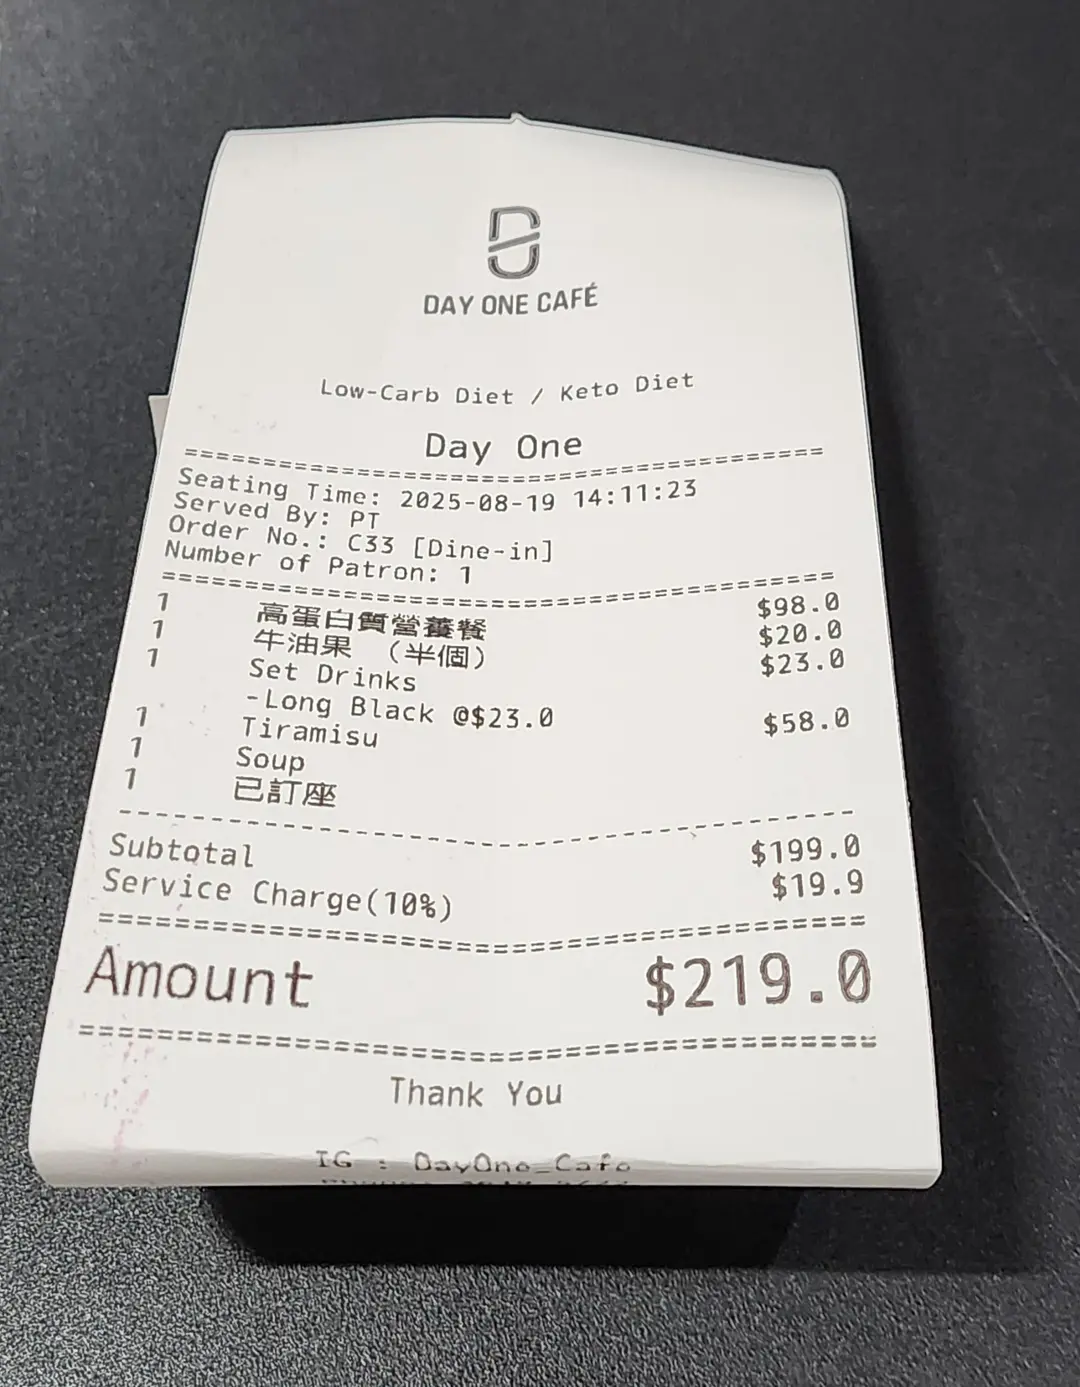 DAY ONE CAFÉ
Low-Carb Diet / Keto Diet
Day One
==========================================
Seating Time: 2025-08-19 14:11:23
Served By: PT
Order No.: C33 [Dine-in]
Number of Patron: 1
==========================================
1 高蛋白質營養餐 $98.0
1 牛油果 （半個） $20.0
1 Set Drinks $23.0
-Long Black @$23.0
1 Tiramisu $58.0
1 Soup
1 已訂座
------------------------------------------
Subtotal $199.0
Service Charge(10%) $19.9
==========================================
Amount $219.0
==========================================
Thank You
IG : DayOne_Cafe